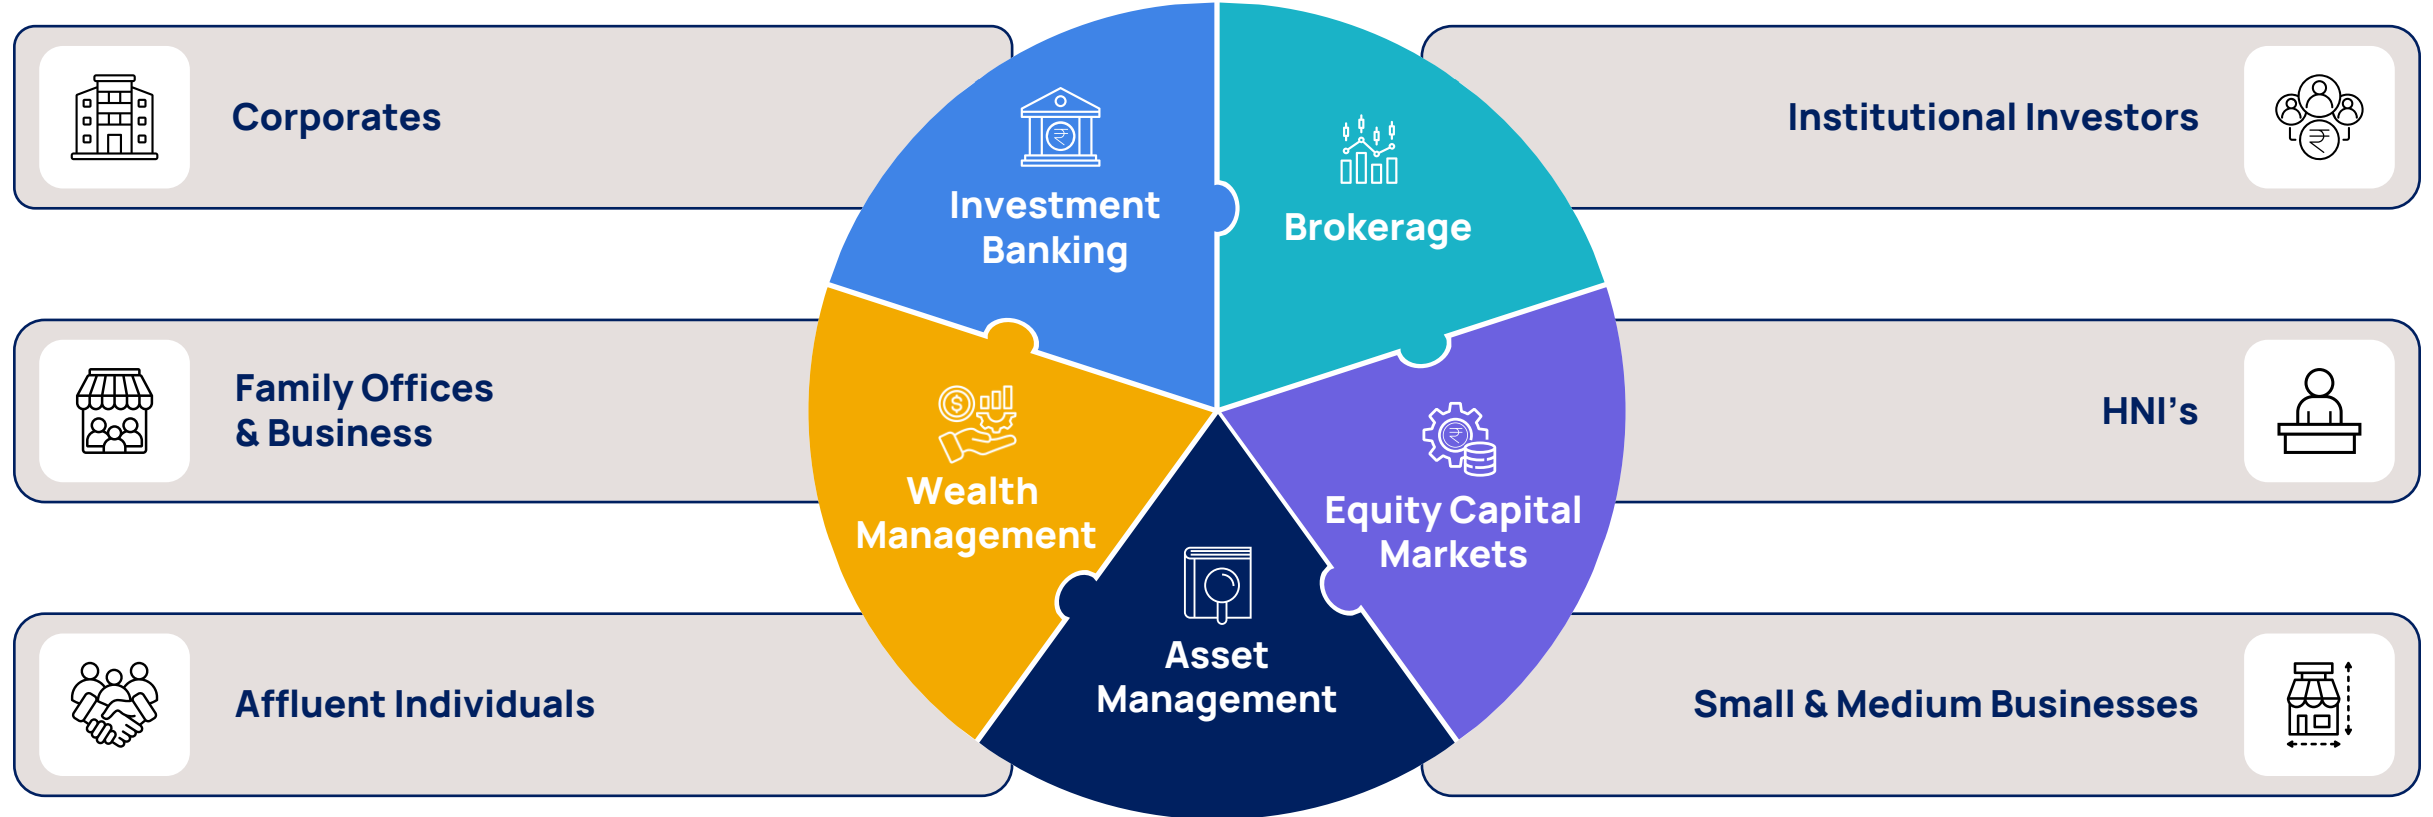 Corporates
Family Offices
& Business
Affluent Individuals
Investment
Banking
Brokerage
Wealth
Management
Equity Capital
Markets
Asset
Management
Institutional Investors
HNI's
Small & Medium Businesses